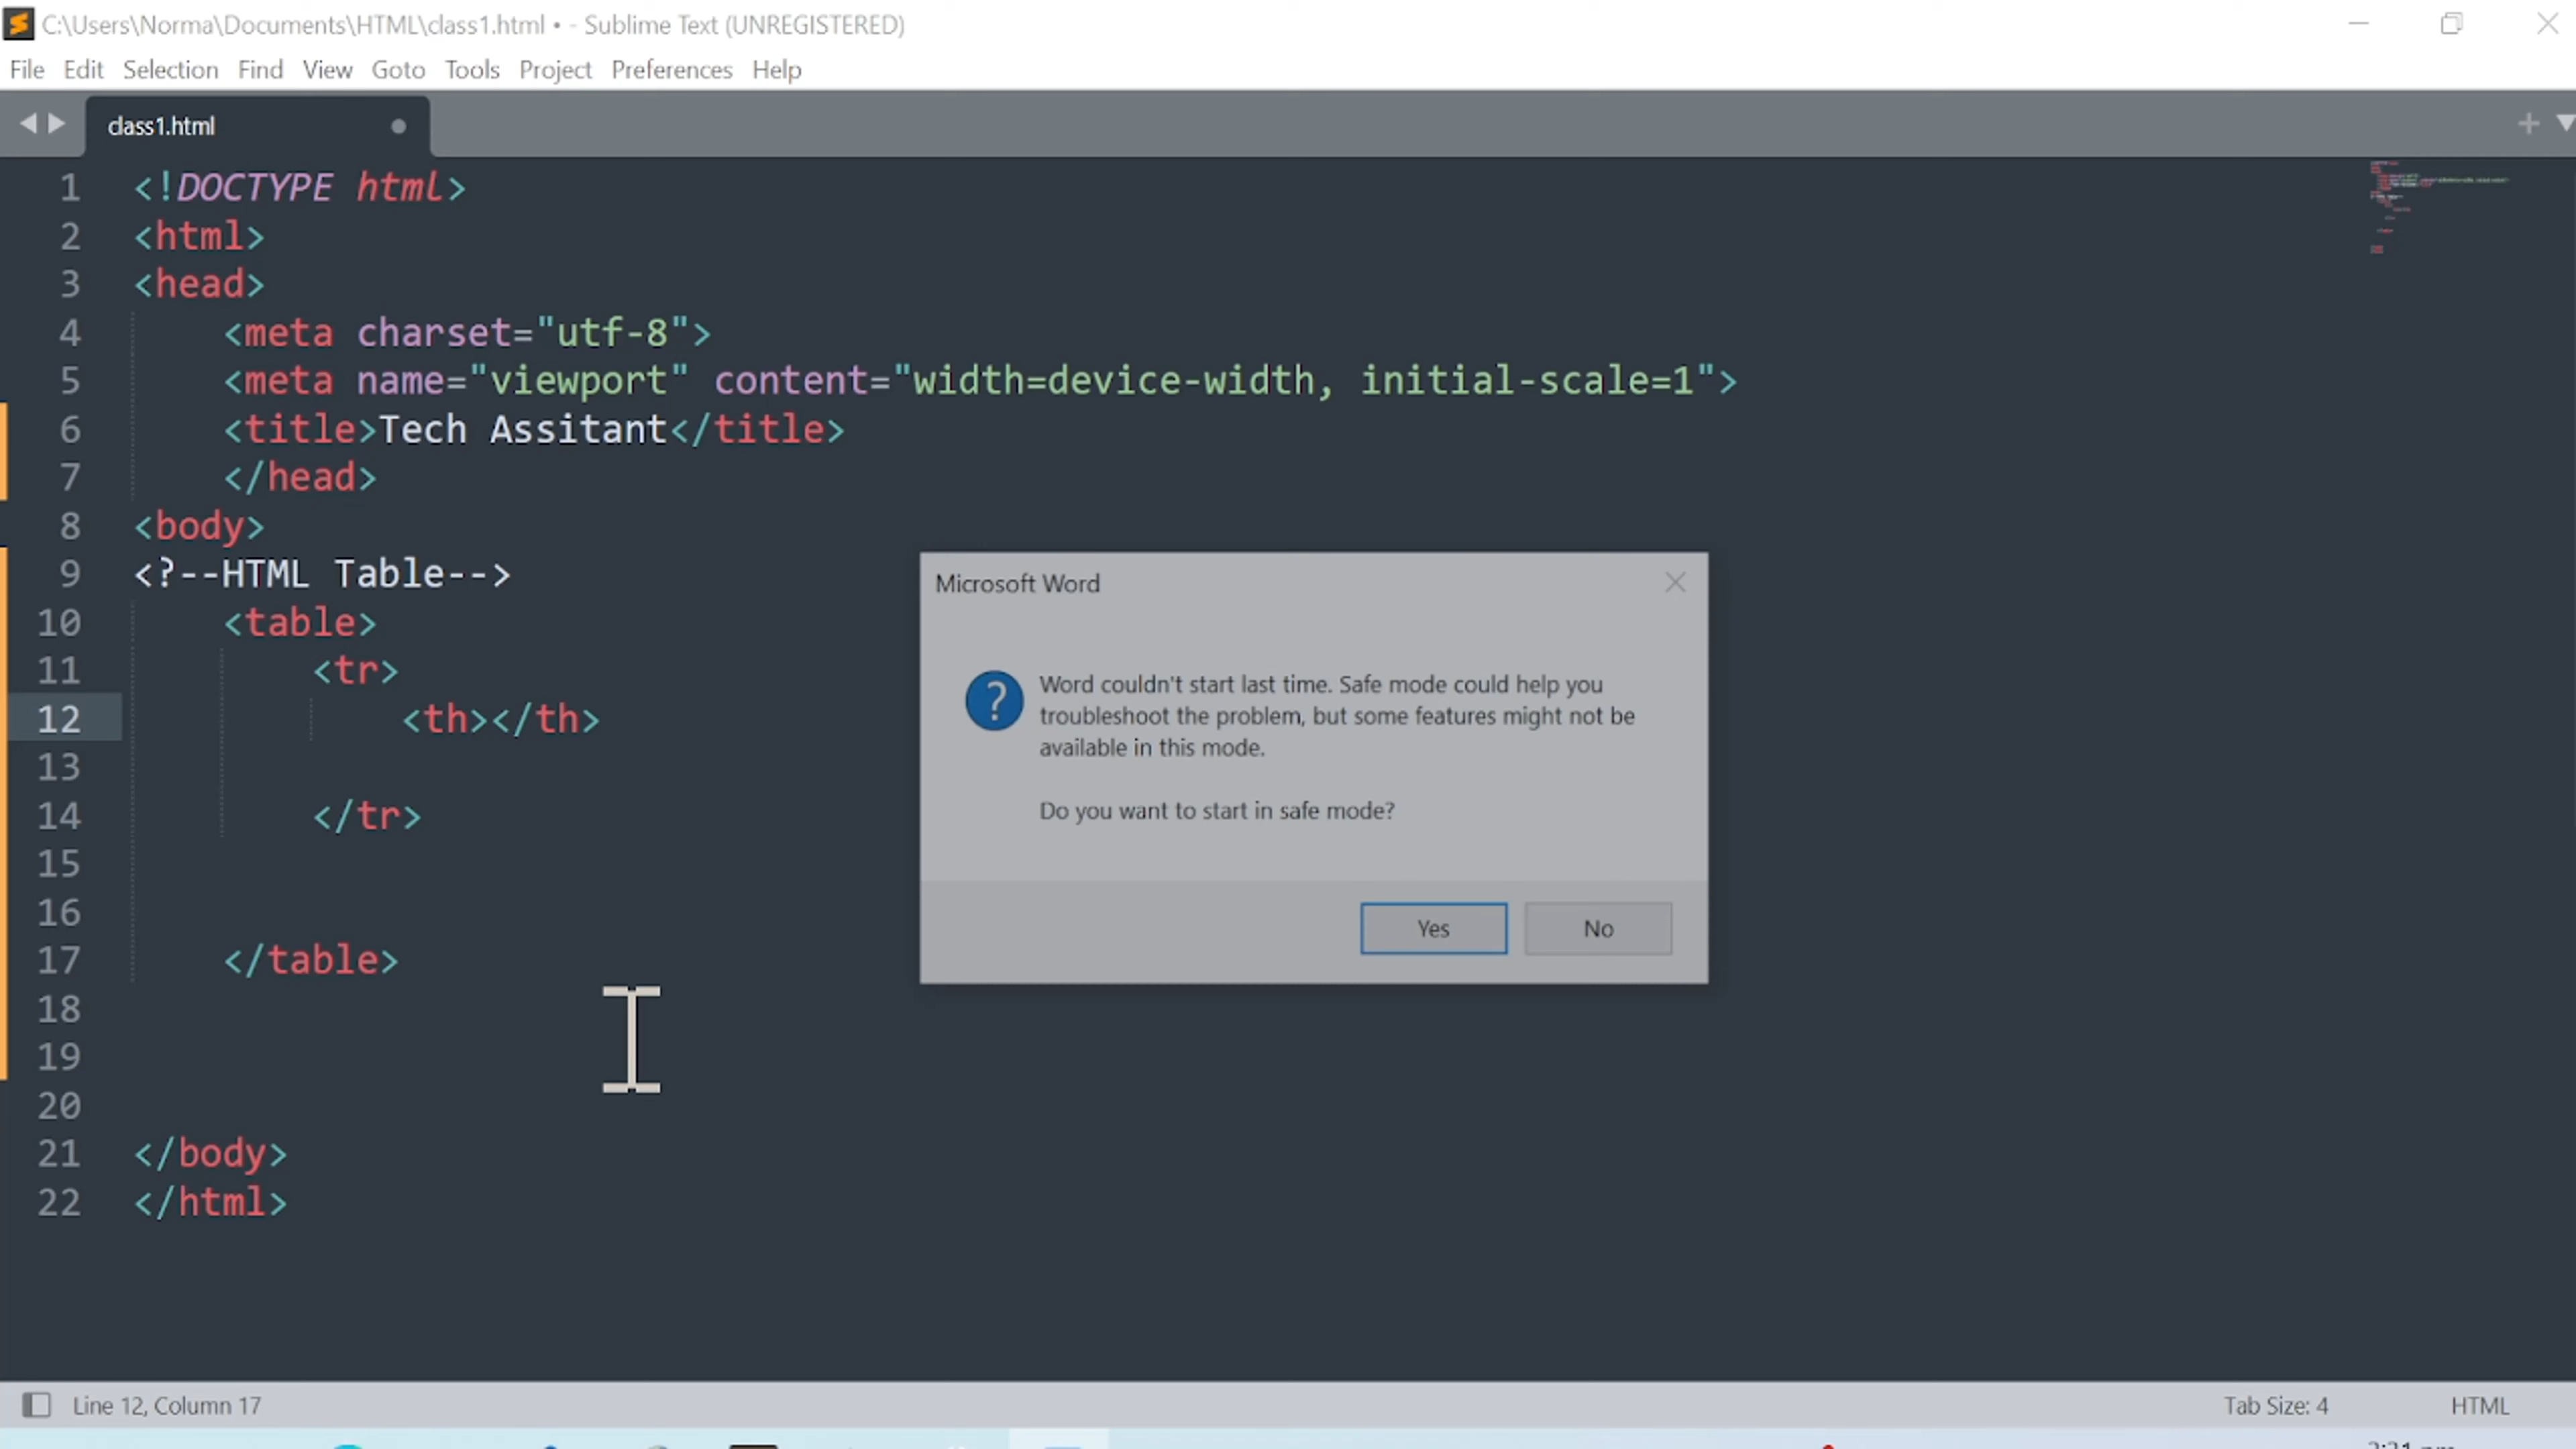 C:\Users\Norma\Documents\HTML\class1.html • - Sublime Text (UNREGISTERED)
File Edit Selection Find View Goto Tools Project Preferences Help
class1.html
1 <!DOCTYPE html>
2 <html>
3 <head>
4 <meta charset="utf-8">
5 <meta name="viewport" content="width=device-width, initial-scale=1">
6 <title>Tech Assitant</title>
7 </head>
8 <body>
9 <?--HTML Table-->
10 <table>
11 <tr>
12 <th></th>
13
14 </tr>
15
16
17 </table>
18
19
20
21 </body>
22 </html>
Microsoft Word
Word couldn't start last time. Safe mode could help you
troubleshoot the problem, but some features might not be
available in this mode.
Do you want to start in safe mode?
Yes No
Line 12, Column 17
Tab Size: 4 HTML